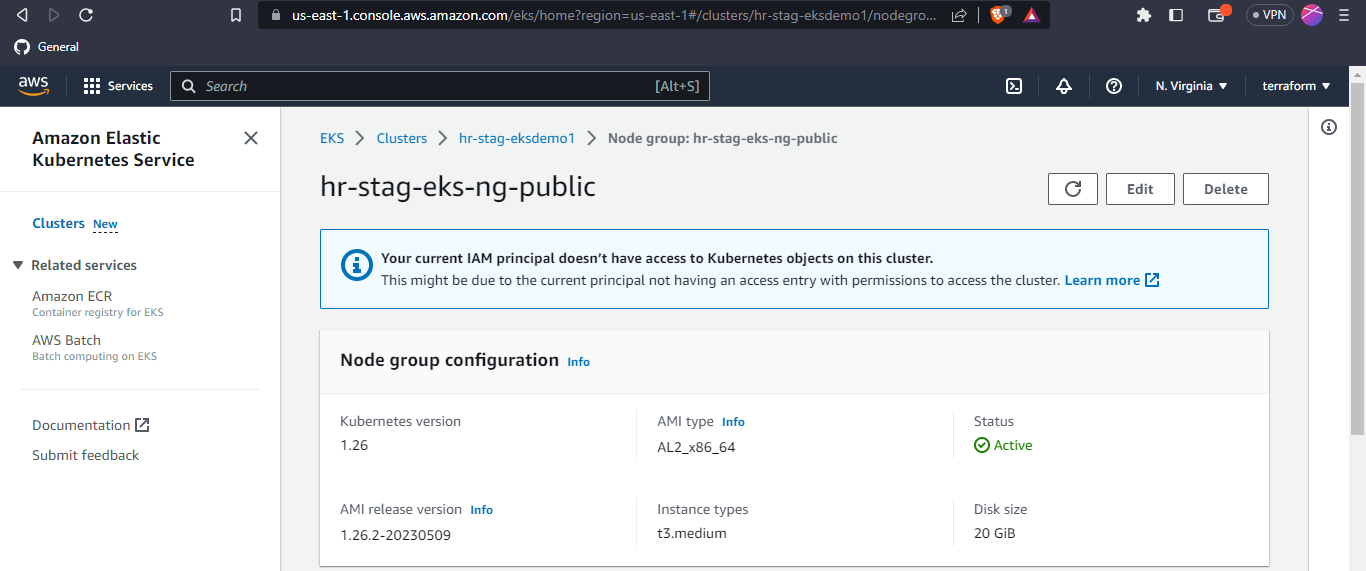 us-east-1.console.aws.amazon.com/eks/home?region=us-east-1#/clusters/hr-stag-eksdemo1/nodegro...
1
VPN
General
aws
Services
Search
[Alt+S]
N. Virginia
terraform
Amazon Elastic
Kubernetes Service
Clusters New
Related services
Amazon ECR
Container registry for EKS
AWS Batch
Batch computing on EKS
Documentation
Submit feedback
EKS
Clusters
hr-stag-eksdemo1
Node group: hr-stag-eks-ng-public
hr-stag-eks-ng-public
Edit
Delete
Your current IAM principal doesn’t have access to Kubernetes objects on this cluster.
This might be due to the current principal not having an access entry with permissions to access the cluster. Learn more
Node group configuration Info
Kubernetes version
1.26
AMI type Info
AL2_x86_64
Status
Active
AMI release version Info
1.26.2-20230509
Instance types
t3.medium
Disk size
20 GiB